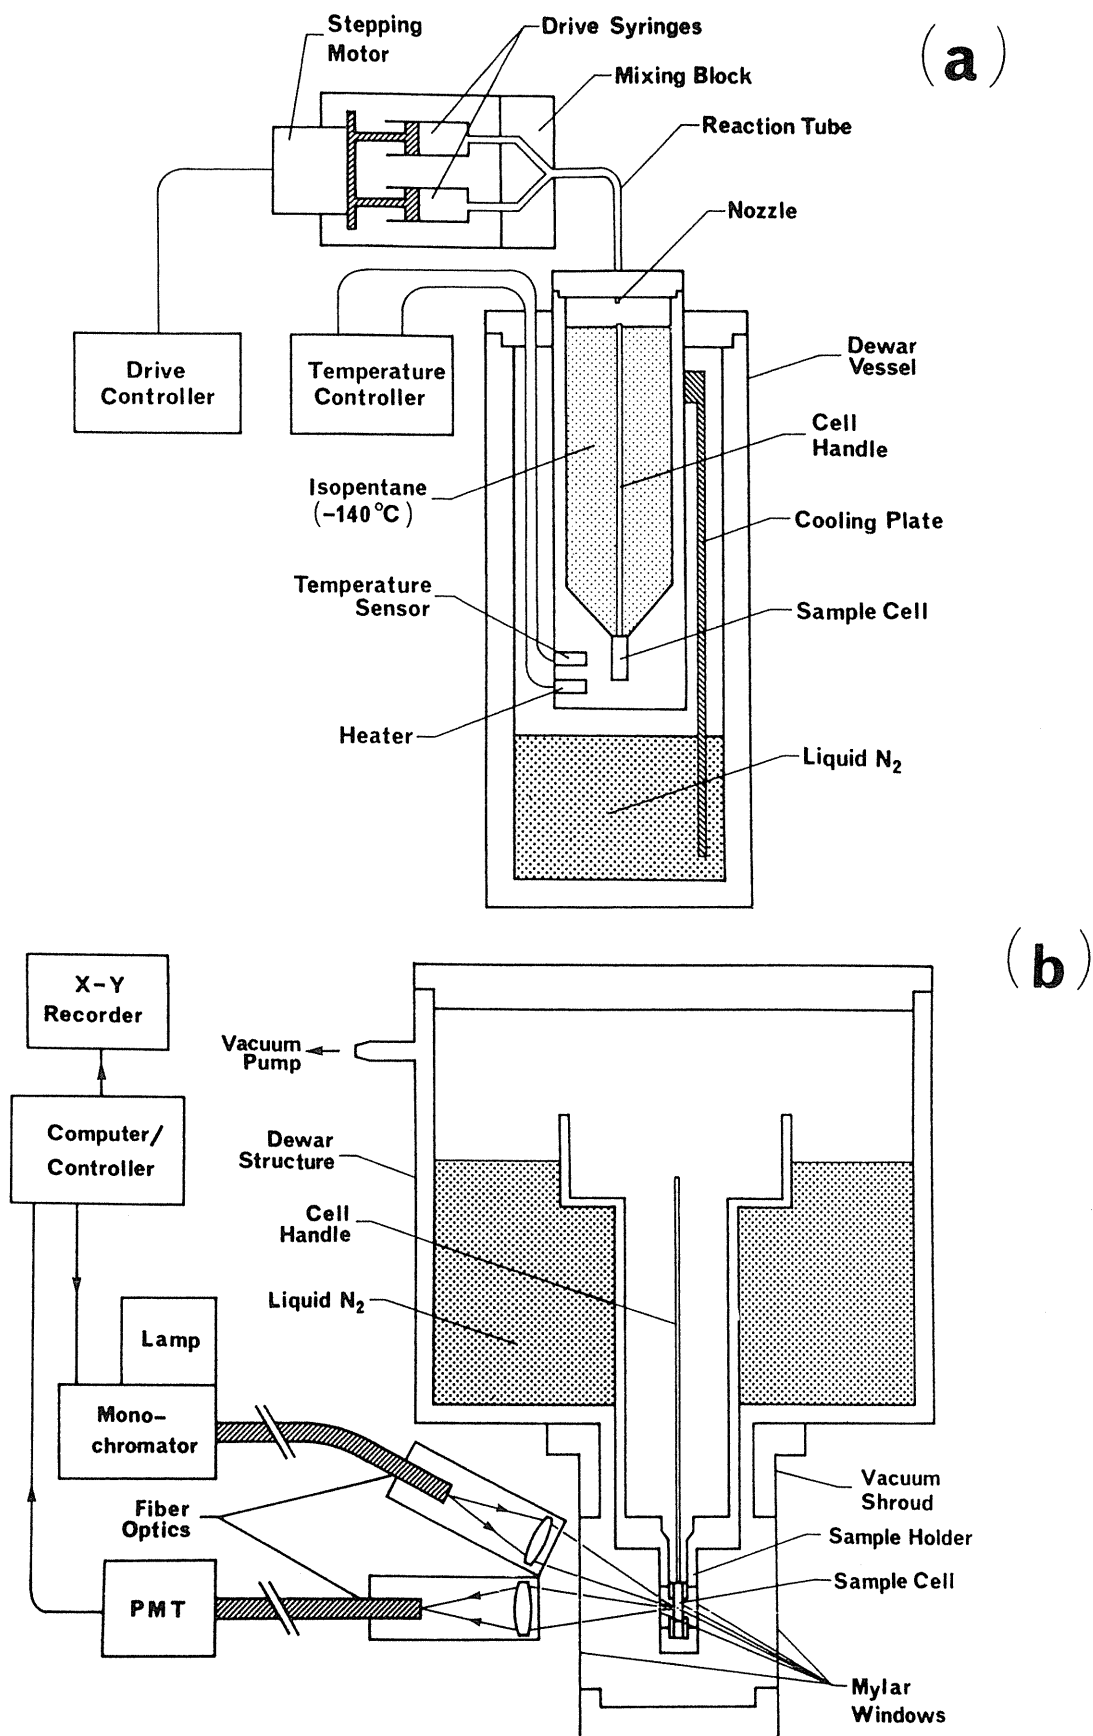 Stepping
Motor
Drive Syringes
(a)
Mixing Block
Reaction Tube
Nozzle
Drive
Controller
Temperature
Controller
Dewar
Vessel
Cell
Handle
Isopentane
(-140°C)
Cooling Plate
Temperature
Sensor
Sample Cell
Heater
Liquid N₂
(b)
X-Y
Recorder
Vacuum
Pump
Computer/
Controller
Dewar
Structure
Cell
Handle
Liquid N₂
Lamp
Mono-
chromator
Fiber
Optics
Vacuum
Shroud
Sample Holder
Sample Cell
PMT
Mylar
Windows